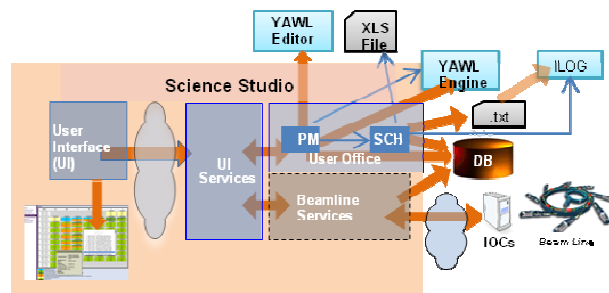 YAWL
Editor
XLS
File
YAWL
Engine
ILOG
Science Studio
.txt
User
Interface
(UI)
PM
SCH
User Office
UI
Services
DB
Beamline
Services
IOCs
Beam Line